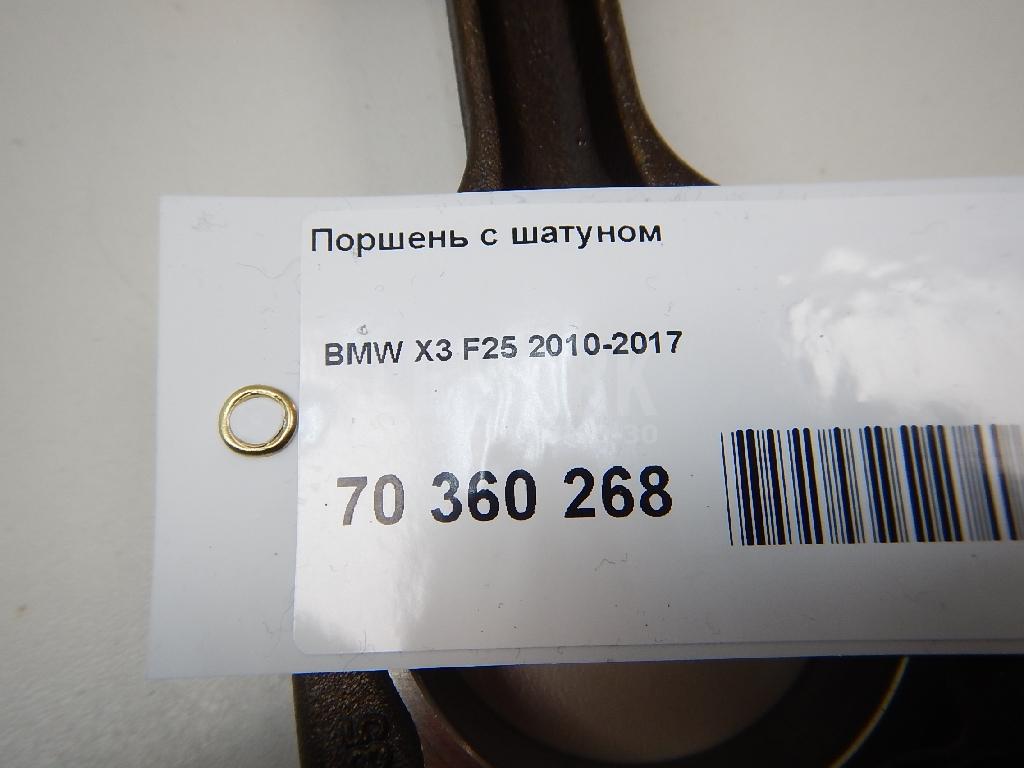 Поршень с шатуном
BMW X3 F25 2010-2017
70 360 268